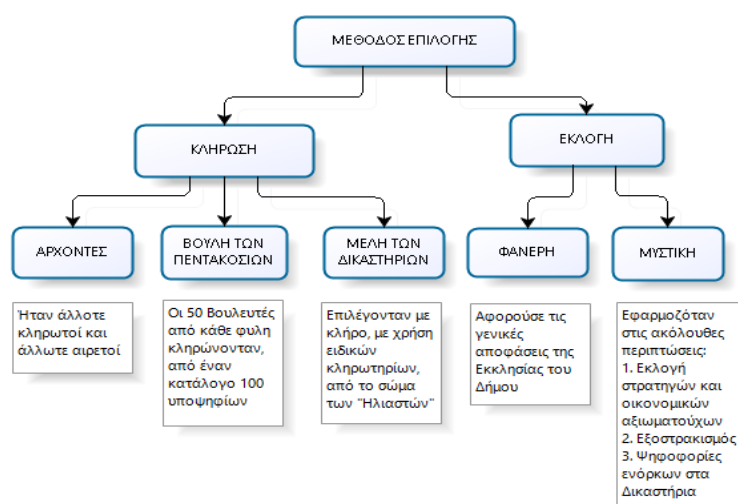 ΜΕΘΟΔΟΣ ΕΠΙΛΟΓΗΣ
ΚΛΗΡΩΣΗ
ΕΚΛΟΓΗ
ΑΡΧΟΝΤΕΣ
ΒΟΥΛΗ ΤΩΝ
ΠΕΝΤΑΚΟΣΙΩΝ
ΜΕΛΗ ΤΩΝ
ΔΙΚΑΣΤΗΡΙΩΝ
ΦΑΝΕΡΗ
ΜΥΣΤΙΚΗ
Ήταν άλλοτε
κληρωτοί και
άλλωτε αιρετοί
Οι 50 Βουλευτές
από κάθε φυλη
κληρώνονταν,
από έναν
κατάλογο 100
υποψηφίων
Επιλέγονταν με
κλήρο, με χρήση
ειδικών
κληρωτηρίων,
από το σώμα
των "Ηλιαστών"
Αφορούσε τις
γενικές
αποφάσεις της
Εκκλησίας του
Δήμου
Εφαρμοζόταν
στις ακόλουθες
περιπτώσεις:
1. Εκλογή
στρατηγών και
οικονομικών
αξιωματούχων
2. Εξοστρακισμός
3. Ψηφοφορίες
ενόρκων στα
Δικαστήρια